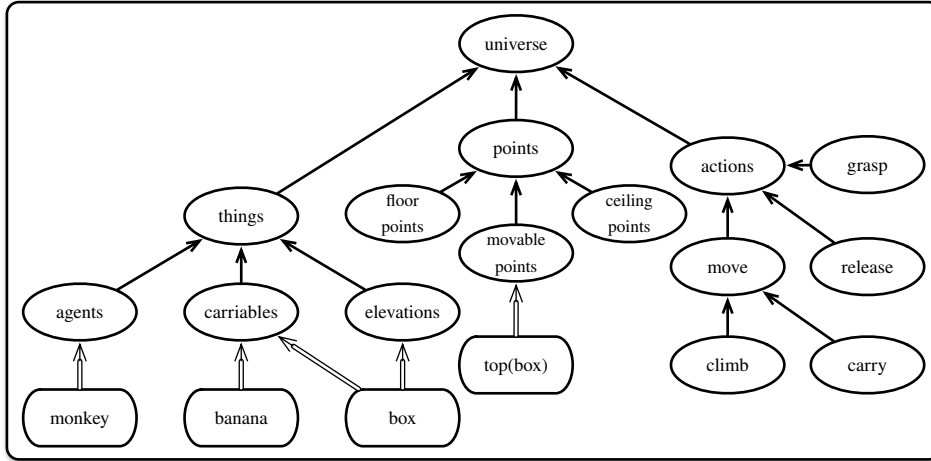 universe
points
actions
grasp
things
floor
points
ceiling
points
movable
points
move
release
agents
carriables
elevations
top(box)
climb
carry
monkey
banana
box